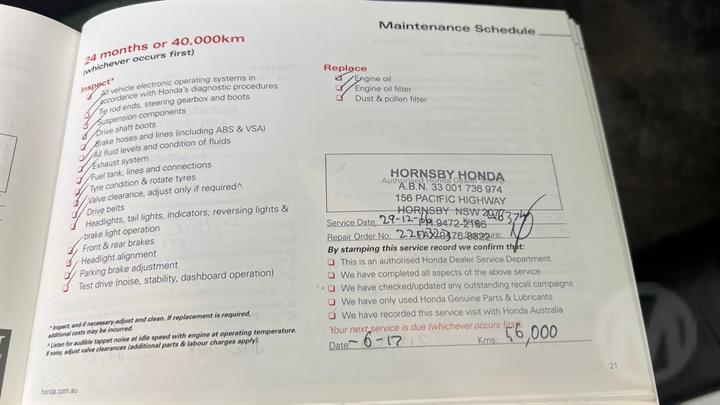 Maintenance Schedule
24 months or 40,000km
(whichever occurs first)
Inspect*
All vehicle electronic operating systems in
accordance with Honda's diagnostic procedures
Tie rod ends, steering gearbox and boots
Suspension components
Drive shaft boots
Brake hoses and lines (including ABS & VSA)
All fluid levels and condition of fluids
Exhaust system
Fuel tank, lines and connections
Tyre condition & rotate tyres
Valve clearance, adjust only if required^
Drive belts
Headlights, tail lights, indicators, reversing lights &
brake light operation
Front & rear brakes
Headlight alignment
Parking brake adjustment
Test drive (noise, stability, dashboard operation)
* Inspect, and if necessary adjust and clean. If replacement is required,
additional costs may be incurred.
^ Listen for audible tappet noise at idle speed with engine at operating temperature.
If noisy, adjust valve clearances (additional parts & labour charges apply).
honda.com.au
Replace
Engine oil
Engine oil filter
Dust & pollen filter
HORNSBY HONDA
Authorised Honda Dealer
A.B.N. 33 001 736 974
156 PACIFIC HIGHWAY
HORNSBY NSW
Service Date: 29-12- PH 9472-2166
Repair Order No:
By stamping this service record we confirm that:
This is an authorised Honda Dealer Service Department
We have completed all aspects of the above service
We have checked/updated any outstanding recall campaigns
We have only used Honda Genuine Parts & Lubricants
We have recorded this service visit with Honda Australia
Your next service is due (whichever occurs first):
Date: -6-17 Kms: 56,000
21